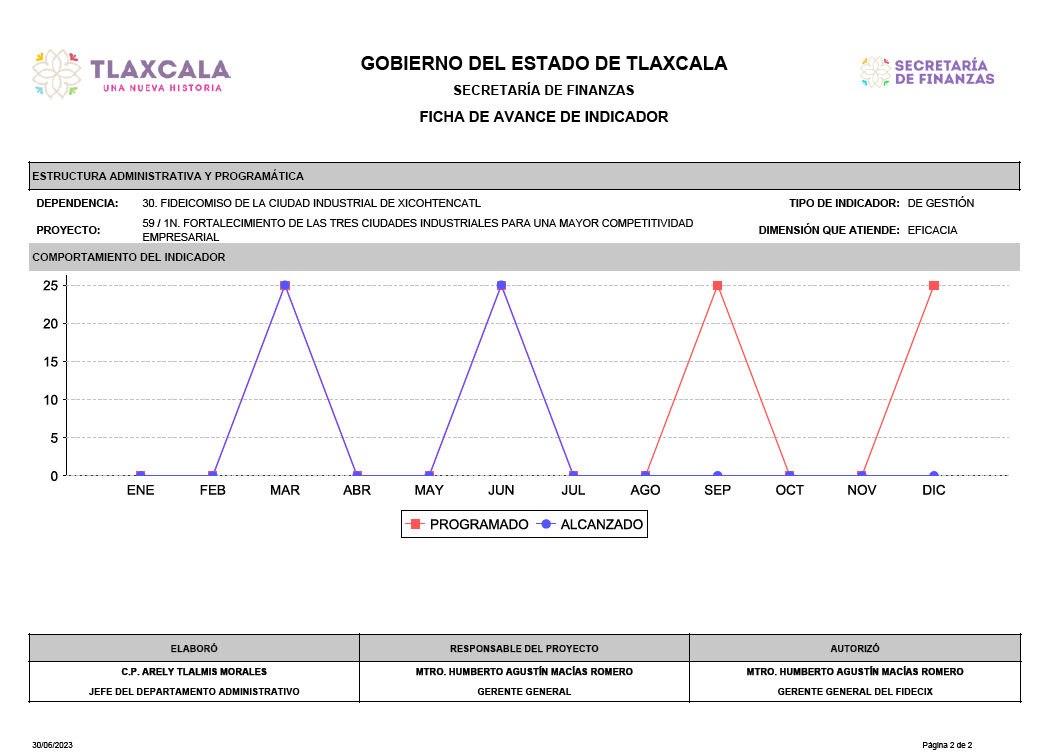 TLAXCALA
UNA NUEVA HISTORIA
GOBIERNO DEL ESTADO DE TLAXCALA
SECRETARÍA DE FINANZAS
FICHA DE AVANCE DE INDICADOR
SECRETARÍA
DE FINANZAS
ESTRUCTURA ADMINISTRATIVA Y PROGRAMÁTICA
DEPENDENCIA: 30. FIDEICOMISO DE LA CIUDAD INDUSTRIAL DE XICOHTENCATL TIPO DE INDICADOR: DE GESTIÓN
PROYECTO: 59 / 1N. FORTALECIMIENTO DE LAS TRES CIUDADES INDUSTRIALES PARA UNA MAYOR COMPETITIVIDAD
EMPRESARIAL
DIMENSIÓN QUE ATIENDE: EFICACIA
COMPORTAMIENTO DEL INDICADOR
25
20
15
10
5
0
ENE FEB MAR ABR MAY JUN JUL AGO SEP OCT NOV DIC
PROGRAMADO ALCANZADO
ELABORÓ RESPONSABLE DEL PROYECTO AUTORIZÓ
C.P. ARELY TLALMIS MORALES MTRO. HUMBERTO AGUSTÍN MACÍAS ROMERO MTRO. HUMBERTO AGUSTÍN MACÍAS ROMERO
JEFE DEL DEPARTAMENTO ADMINISTRATIVO GERENTE GENERAL GERENTE GENERAL DEL FIDECIX
30/06/2023 Página 2 de 2